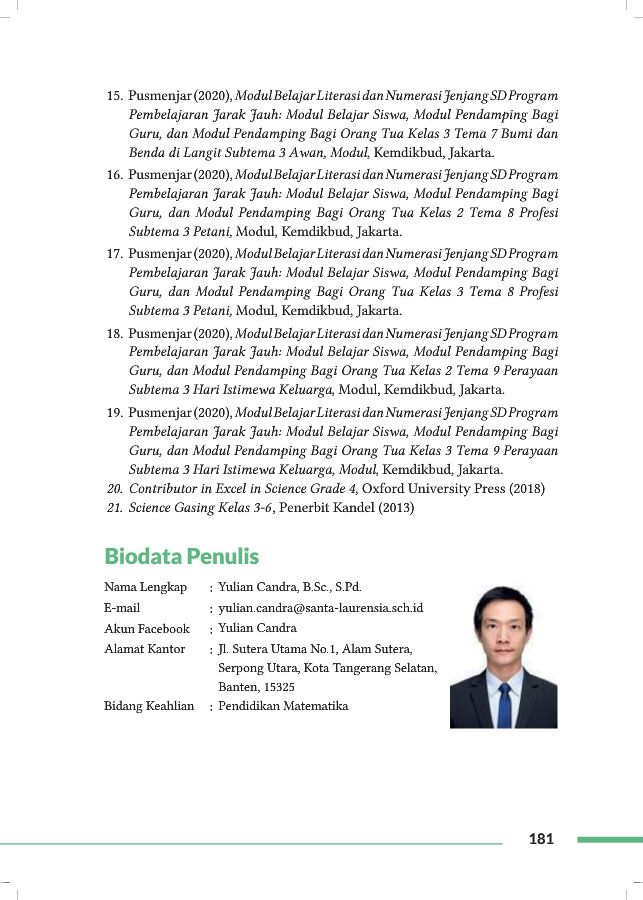 15. Pusmenjar (2020), Modul Belajar Literasi dan Numerasi Jenjang SD Program
Pembelajaran Jarak Jauh: Modul Belajar Siswa, Modul Pendamping Bagi
Guru, dan Modul Pendamping Bagi Orang Tua Kelas 3 Tema 7 Bumi dan
Benda di Langit Subtema 3 Awan, Modul, Kemdikbud, Jakarta.
16. Pusmenjar (2020), Modul Belajar Literasi dan Numerasi Jenjang SD Program
Pembelajaran Jarak Jauh: Modul Belajar Siswa, Modul Pendamping Bagi
Guru, dan Modul Pendamping Bagi Orang Tua Kelas 2 Tema 8 Profesi
Subtema 3 Petani, Modul, Kemdikbud, Jakarta.
17. Pusmenjar (2020), Modul Belajar Literasi dan Numerasi Jenjang SD Program
Pembelajaran Jarak Jauh: Modul Belajar Siswa, Modul Pendamping Bagi
Guru, dan Modul Pendamping Bagi Orang Tua Kelas 3 Tema 8 Profesi
Subtema 3 Petani, Modul, Kemdikbud, Jakarta.
18. Pusmenjar (2020), Modul Belajar Literasi dan Numerasi Jenjang SD Program
Pembelajaran Jarak Jauh: Modul Belajar Siswa, Modul Pendamping Bagi
Guru, dan Modul Pendamping Bagi Orang Tua Kelas 2 Tema 9 Perayaan
Subtema 3 Hari Istimewa Keluarga, Modul, Kemdikbud, Jakarta.
19. Pusmenjar (2020), Modul Belajar Literasi dan Numerasi Jenjang SD Program
Pembelajaran Jarak Jauh: Modul Belajar Siswa, Modul Pendamping Bagi
Guru, dan Modul Pendamping Bagi Orang Tua Kelas 3 Tema 9 Perayaan
Subtema 3 Hari Istimewa Keluarga, Modul, Kemdikbud, Jakarta.
20. Contributor in Excel in Science Grade 4, Oxford University Press (2018)
21. Science Gasing Kelas 3-6, Penerbit Kandel (2013)
Biodata Penulis
Nama Lengkap : Yulian Candra, B.Sc., S.Pd.
E-mail : yulian.candra@santa-laurensia.sch.id
Akun Facebook : Yulian Candra
Alamat Kantor : Jl. Sutera Utama No.1, Alam Sutera,
Serpong Utara, Kota Tangerang Selatan,
Banten, 15325
Bidang Keahlian : Pendidikan Matematika
181